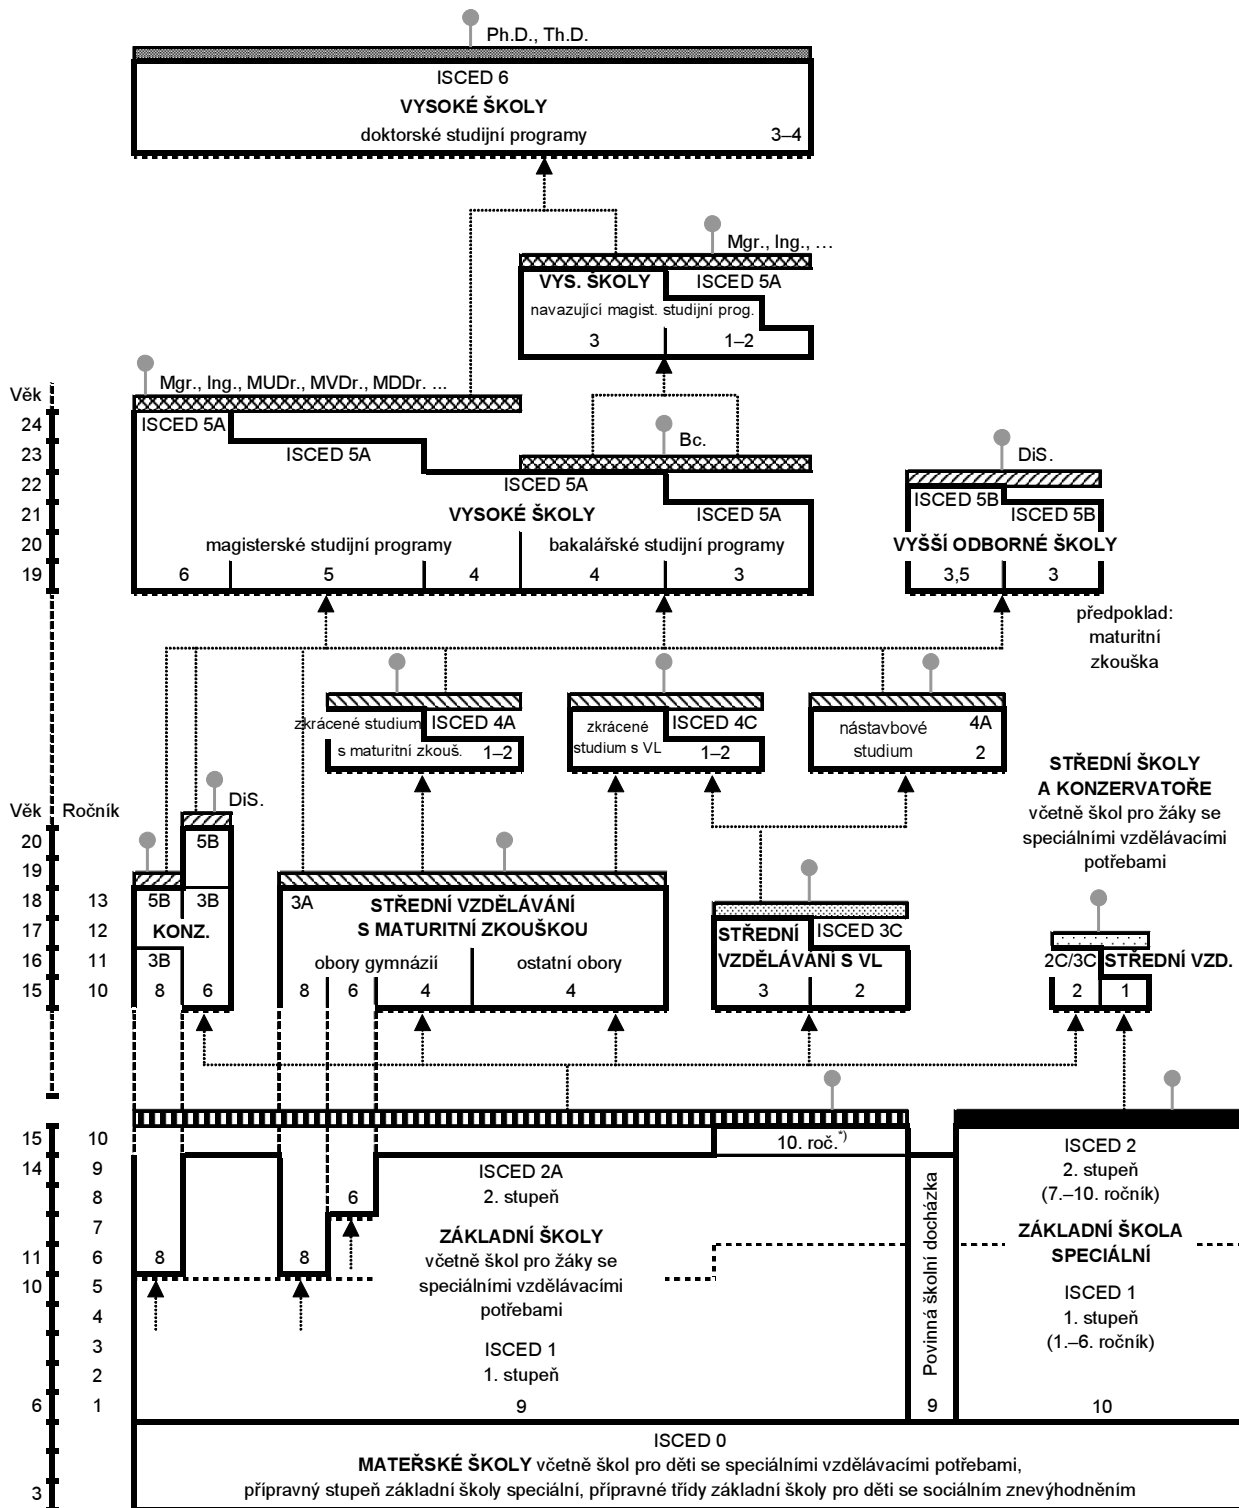 Ph.D., Th.D.
ISCED 6
VYSOKÉ ŠKOLY
doktorské studijní programy 3–4
Mgr., Ing., …
VYS. ŠKOLY ISCED 5A
navazující magist. studijní prog.
3 1–2
Mgr., Ing., MUDr., MVDr., MDDr. ...
Věk
24 ISCED 5A
23 ISCED 5A Bc. DiS.
22 ISCED 5A ISCED 5B
21 VYSOKÉ ŠKOLY ISCED 5A ISCED 5B
20 magisterské studijní programy bakalářské studijní programy VYŠŠÍ ODBORNÉ ŠKOLY
19 6 5 4 4 3 3,5 3
předpoklad:
maturitní
zkouška
zkrácené studium ISCED 4A
s maturitní zkouš. 1–2
zkrácené ISCED 4C
studium s VL 1–2
nástavbové 4A
studium 2
STŘEDNÍ ŠKOLY
A KONZERVATOŘE
včetně škol pro žáky se
speciálními vzdělávacími
potřebami
Věk Ročník DiS.
20 5B
19
18 13 5B 3B 3A STŘEDNÍ VZDĚLÁVÁNÍ
17 12 KONZ. S MATURITNÍ ZKOUŠKOU STŘEDNÍ ISCED 3C
16 11 3B obory gymnázií ostatní obory VZDĚLÁVÁNÍ S VL 2C/3C STŘEDNÍ VZD.
15 10 8 6 8 6 4 4 3 2 2 1
15 10 10. roč.*)
14 9 ISCED 2A
8 6 2. stupeň
7 ZÁKLADNÍ ŠKOLY
11 6 8 8 včetně škol pro žáky se
10 5 speciálními vzdělávacími
4 potřebami
3 ISCED 1
2 1. stupeň
6 1 9
Povinná školní docházka
9
ISCED 2
2. stupeň
(7.–10. ročník)
ZÁKLADNÍ ŠKOLA
SPECIÁLNÍ
ISCED 1
1. stupeň
(1.–6. ročník)
10
ISCED 0
MATEŘSKÉ ŠKOLY včetně škol pro děti se speciálními vzdělávacími potřebami,
3 přípravný stupeň základní školy speciální, přípravné třídy základní školy pro děti se sociálním znevýhodněním